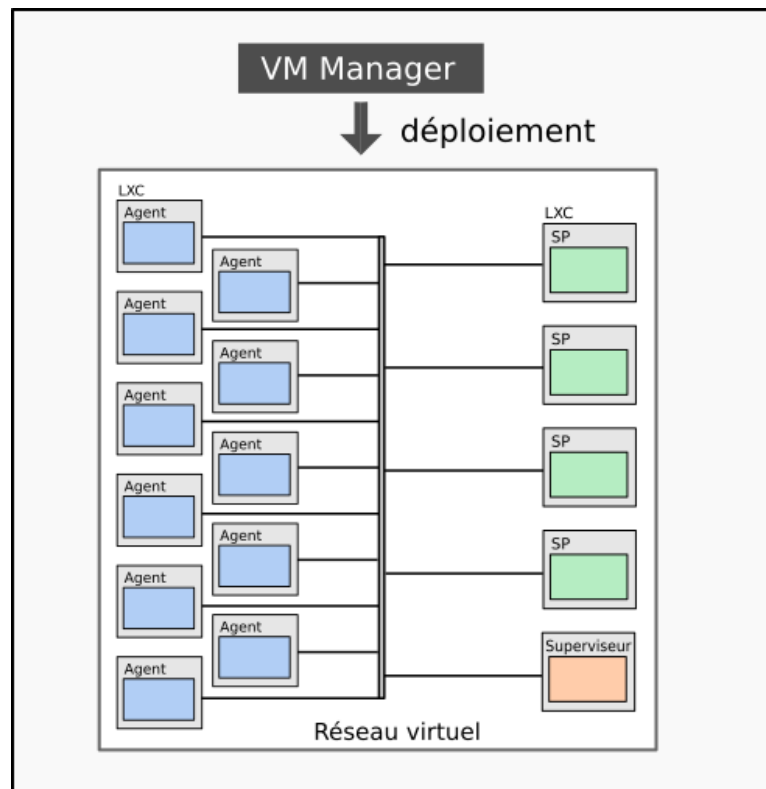 VM Manager
déploiement
LXC
Agent
Agent
Agent
Agent
Agent
Agent
Agent
Agent
Agent
Agent
Agent
LXC
SP
SP
SP
SP
Superviseur
Réseau virtuel